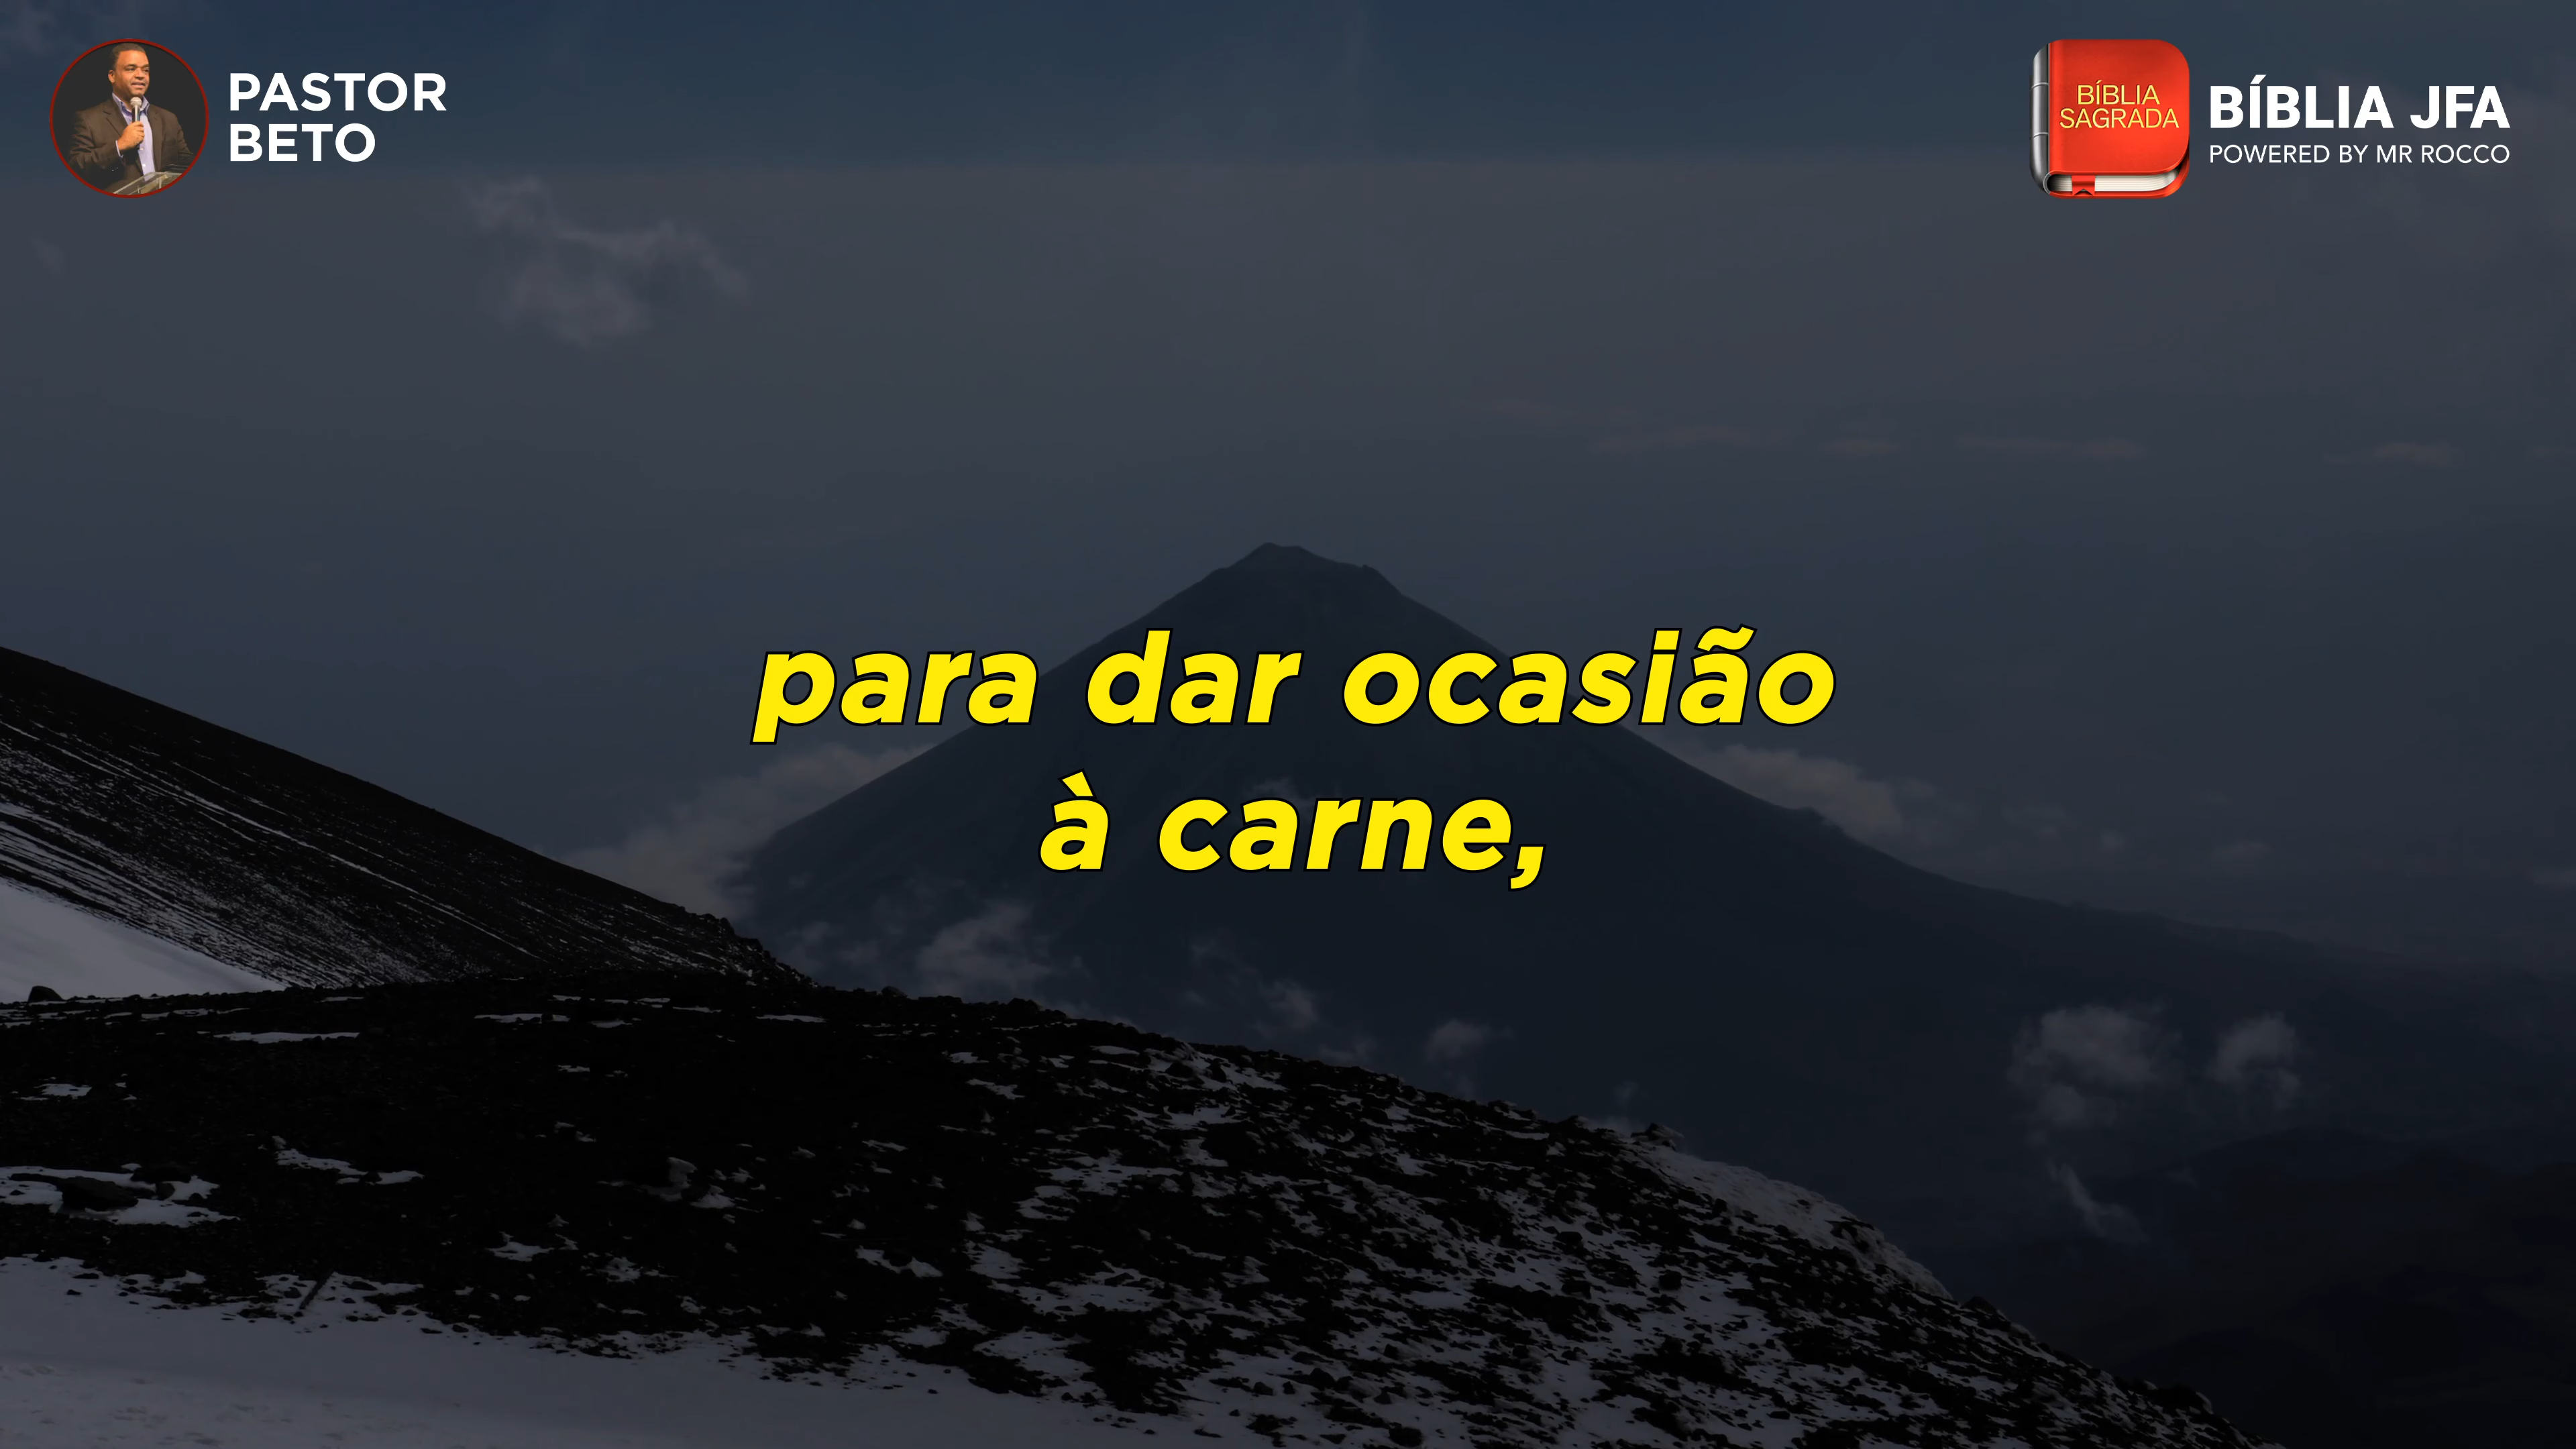 PASTOR
BETO
BÍBLIA
SAGRADA
BÍBLIA JFA
POWERED BY MR ROCCO
para dar ocasião
à carne,